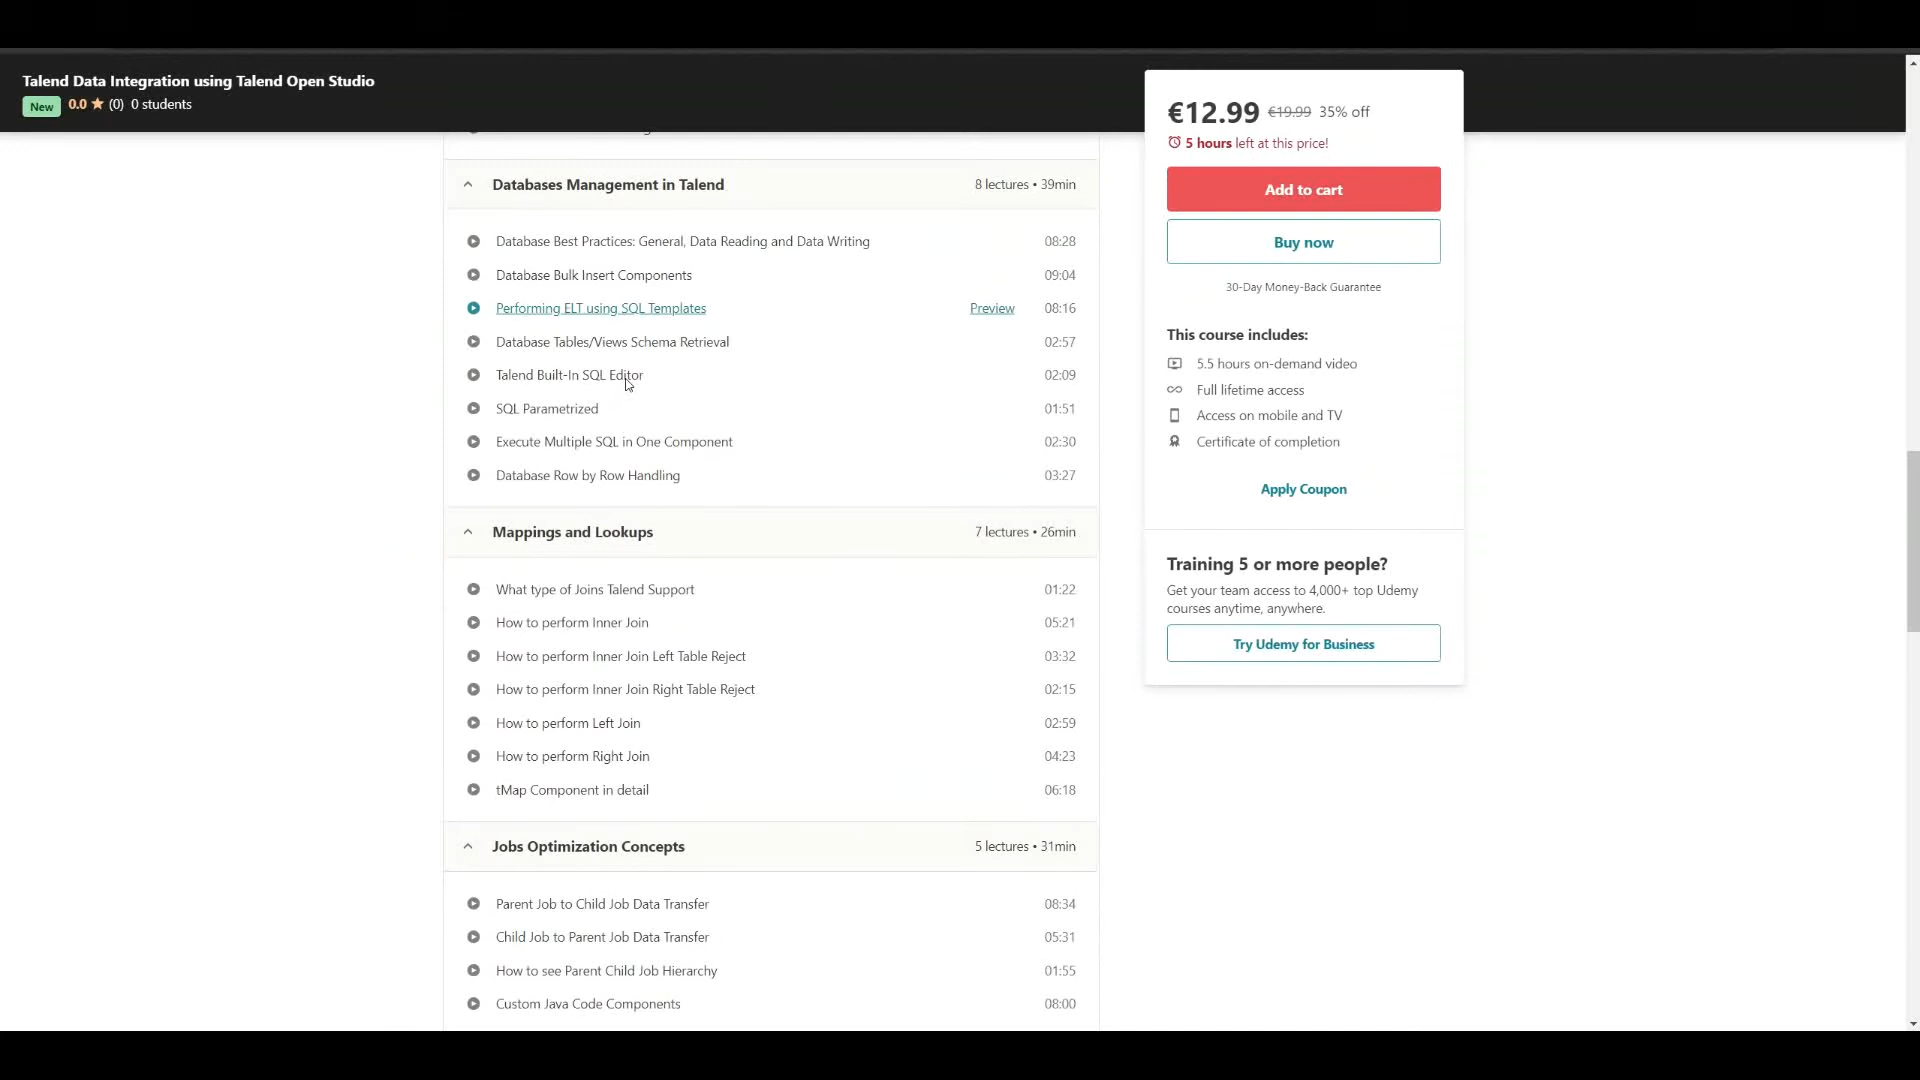 Talend Data Integration using Talend Open Studio
New 0.0 (0) 0 students
€12.99 €19.99 35% off
5 hours left at this price!
Add to cart
Buy now
30-Day Money-Back Guarantee
This course includes:
5.5 hours on-demand video
Full lifetime access
Access on mobile and TV
Certificate of completion
Apply Coupon
Training 5 or more people?
Get your team access to 4,000+ top Udemy
courses anytime, anywhere.
Try Udemy for Business
Databases Management in Talend 8 lectures • 39min
Database Best Practices: General, Data Reading and Data Writing 08:28
Database Bulk Insert Components 09:04
Performing ELT using SQL Templates Preview 08:16
Database Tables/Views Schema Retrieval 02:57
Talend Built-In SQL Editor 02:09
SQL Parametrized 01:51
Execute Multiple SQL in One Component 02:30
Database Row by Row Handling 03:27
Mappings and Lookups 7 lectures • 26min
What type of Joins Talend Support 01:22
How to perform Inner Join 05:21
How to perform Inner Join Left Table Reject 03:32
How to perform Inner Join Right Table Reject 02:15
How to perform Left Join 02:59
How to perform Right Join 04:23
tMap Component in detail 06:18
Jobs Optimization Concepts 5 lectures • 31min
Parent Job to Child Job Data Transfer 08:34
Child Job to Parent Job Data Transfer 05:31
How to see Parent Child Job Hierarchy 01:55
Custom Java Code Components 08:00